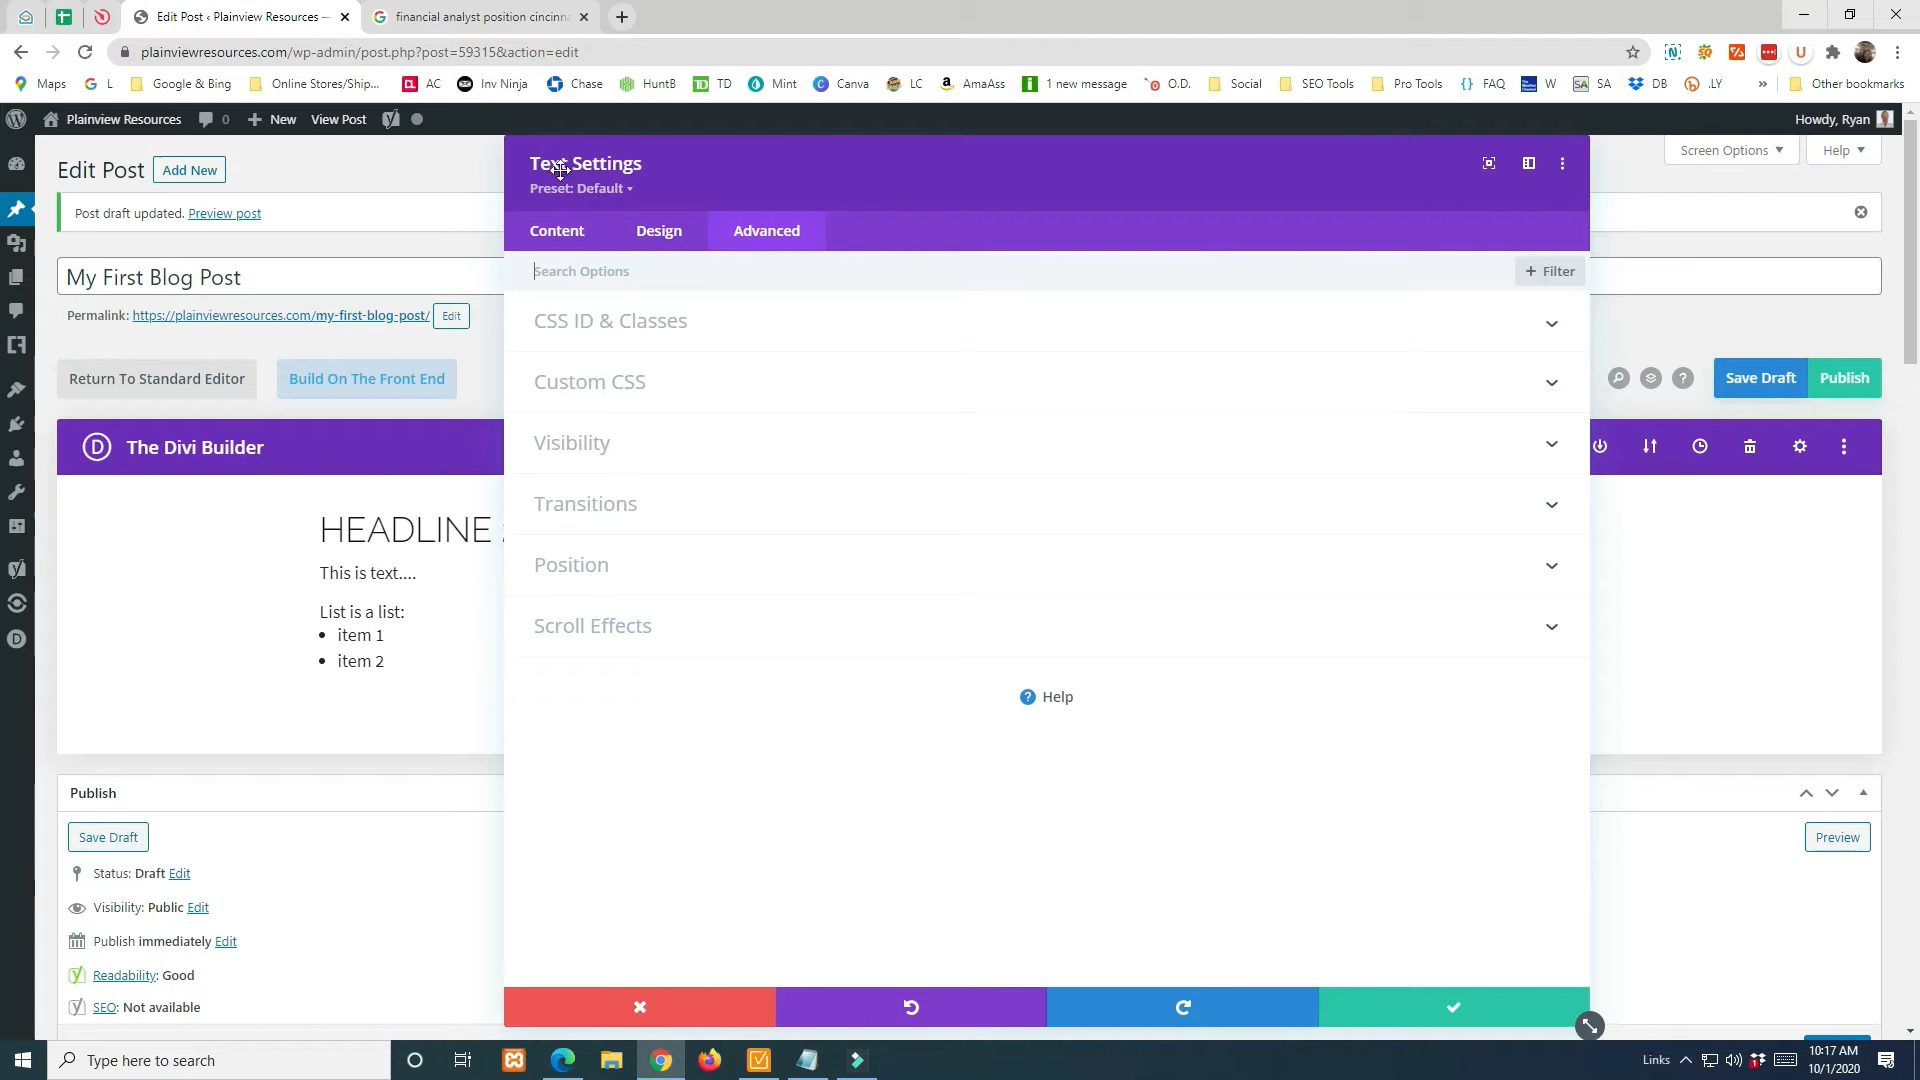 Edit Post ‹ Plainview Resources —
financial analyst position cincinn
plainviewresources.com/wp-admin/post.php?post=59315&action=edit
Maps L Google & Bing Online Stores/Ship... AC Inv Ninja Chase HuntB TD Mint Canva LC AmaAss 1 new message O.D. Social SEO Tools Pro Tools FAQ W SA DB .LY » Other bookmarks
Plainview Resources 0 New View Post Howdy, Ryan
Edit Post Add New
Screen Options Help
Post draft updated. Preview post
My First Blog Post
Permalink: https://plainviewresources.com/my-first-blog-post/ Edit
Return To Standard Editor Build On The Front End
Save Draft Publish
The Divi Builder
HEADLINE
This is text....
List is a list:
• item 1
• item 2
Text Settings
Preset: Default
Content Design Advanced
Search Options + Filter
CSS ID & Classes
Custom CSS
Visibility
Transitions
Position
Scroll Effects
Help
Publish
Save Draft Preview
Status: Draft Edit
Visibility: Public Edit
Publish immediately Edit
Readability: Good
SEO: Not available
Type here to search
Links 10:17 AM
10/1/2020